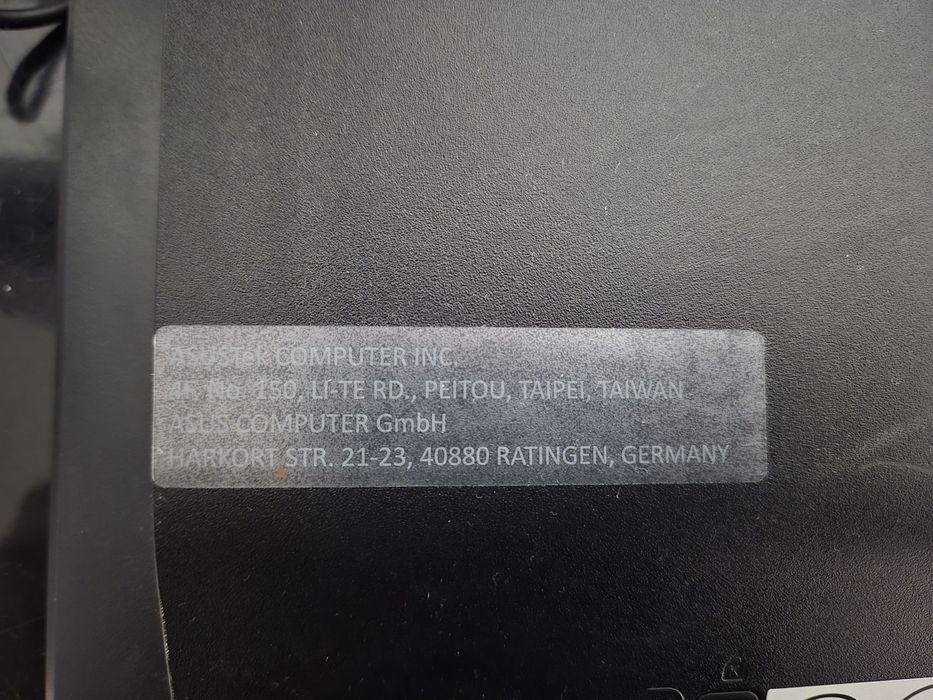 ASUSTek COMPUTER INC.
4F, No. 150, LI-TE RD., PEITOU, TAIPEI, TAIWAN
ASUS COMPUTER GmbH
HARKORT STR. 21-23, 40880 RATINGEN, GERMANY